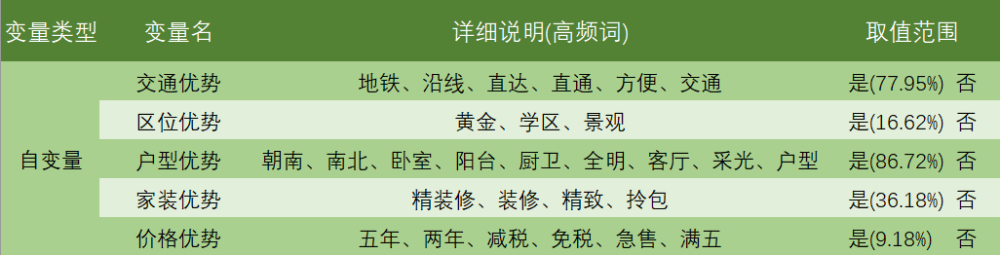 变量类型 变量名 详细说明(高频词) 取值范围
交通优势 地铁、沿线、直达、直通、方便、交通 是(77.95%) 否
区位优势 黄金、学区、景观 是(16.62%) 否
自变量 户型优势 朝南、南北、卧室、阳台、厨卫、全明、客厅、采光、户型 是(86.72%) 否
家装优势 精装修、装修、精致、拎包 是(36.18%) 否
价格优势 五年、两年、减税、免税、急售、满五 是(9.18%) 否